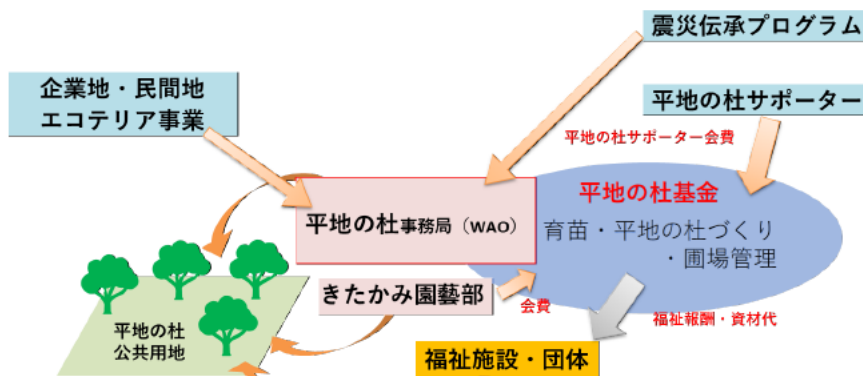 震災伝承プログラム
企業地・民間地
エコテリア事業
平地の杜サポーター
平地の杜サポーター会費
平地の杜基金
平地の杜事務局（WAO）
育苗・平地の杜づくり
・圃場管理
きたかみ園藝部
会費
福祉報酬・資材代
平地の杜
公共用地
福祉施設・団体